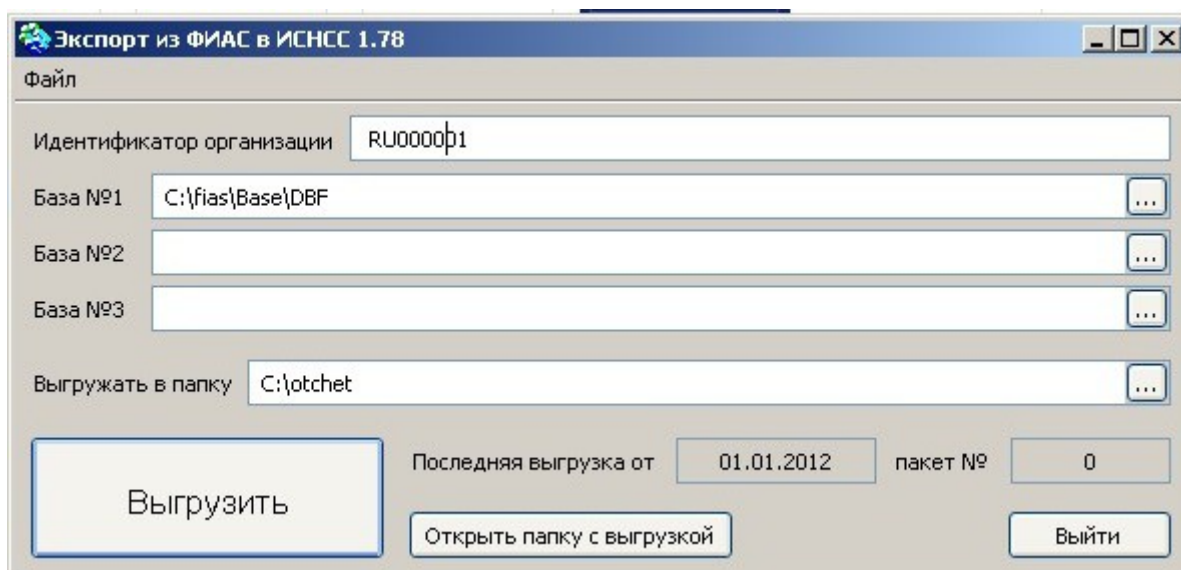 Экспорт из ФИАС в ИСНСС 1.78
Файл
Идентификатор организации RU000001
База №1 C:\fias\Base\DBF ...
База №2 ...
База №3 ...
Выгружать в папку C:\otchet ...
Выгрузить
Последняя выгрузка от 01.01.2012 пакет № 0
Открыть папку с выгрузкой Выйти